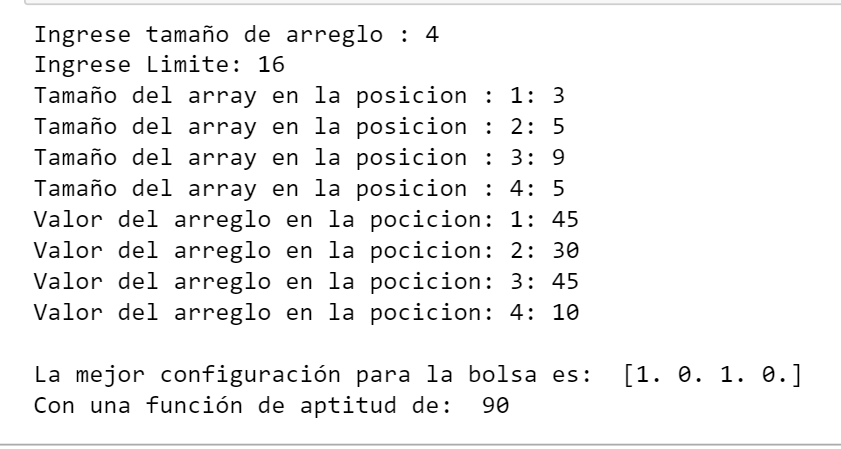 Ingrese tamaño de arreglo : 4
Ingrese Limite: 16
Tamaño del array en la posicion : 1: 3
Tamaño del array en la posicion : 2: 5
Tamaño del array en la posicion : 3: 9
Tamaño del array en la posicion : 4: 5
Valor del arreglo en la pocicion: 1: 45
Valor del arreglo en la pocicion: 2: 30
Valor del arreglo en la pocicion: 3: 45
Valor del arreglo en la pocicion: 4: 10
La mejor configuración para la bolsa es:  [1. 0. 1. 0.]
Con una función de aptitud de:  90